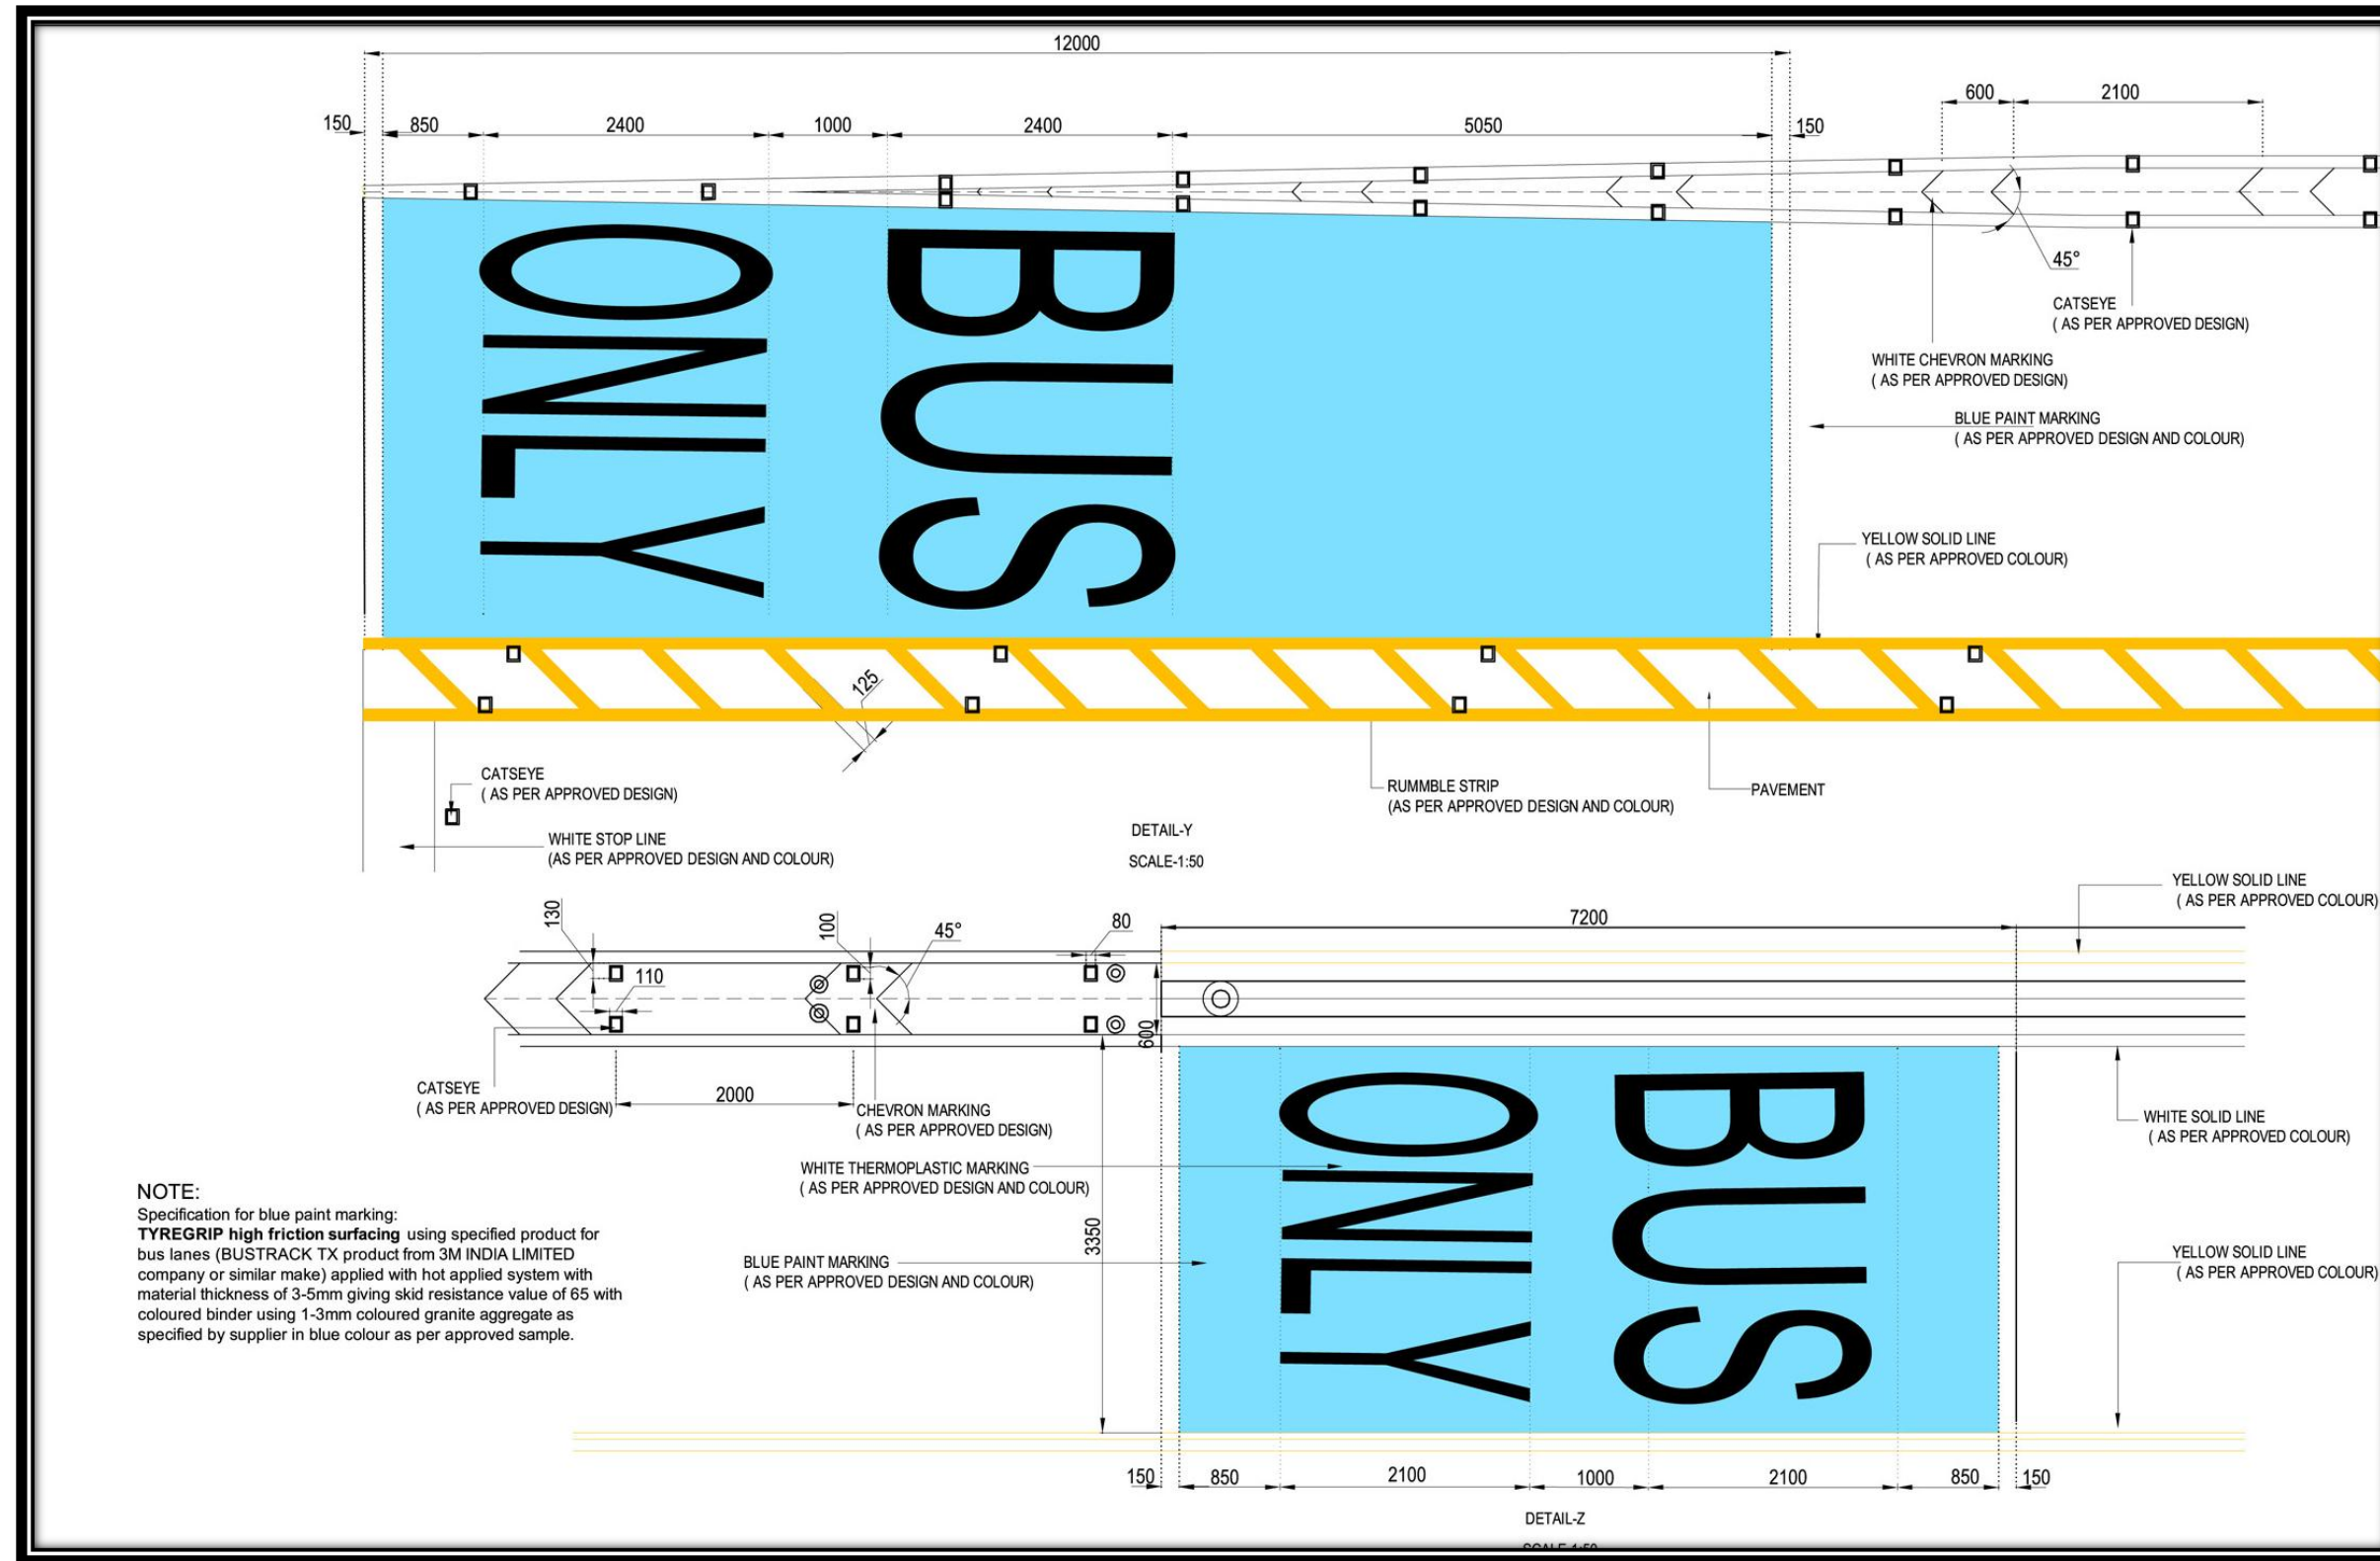 12000
600
2100
150
850
2400
1000
2400
5050
150
45°
CATSEYE
( AS PER APPROVED DESIGN)
WHITE CHEVRON MARKING
( AS PER APPROVED DESIGN)
BLUE PAINT MARKING
( AS PER APPROVED DESIGN AND COLOUR)
BUS
ONLY
YELLOW SOLID LINE
( AS PER APPROVED COLOUR)
125
CATSEYE
( AS PER APPROVED DESIGN)
RUMMBLE STRIP
(AS PER APPROVED DESIGN AND COLOUR)
PAVEMENT
WHITE STOP LINE
(AS PER APPROVED DESIGN AND COLOUR)
DETAIL-Y
SCALE-1:50
YELLOW SOLID LINE
( AS PER APPROVED COLOUR)
130
100
45°
80
7200
110
600
CATSEYE
( AS PER APPROVED DESIGN)
2000
CHEVRON MARKING
( AS PER APPROVED DESIGN)
WHITE SOLID LINE
( AS PER APPROVED COLOUR)
WHITE THERMOPLASTIC MARKING
( AS PER APPROVED DESIGN AND COLOUR)
BUS
ONLY
3350
BLUE PAINT MARKING
( AS PER APPROVED DESIGN AND COLOUR)
YELLOW SOLID LINE
( AS PER APPROVED COLOUR)
NOTE:
Specification for blue paint marking:
TYREGRIP high friction surfacing using specified product for
bus lanes (BUSTRACK TX product from 3M INDIA LIMITED
company or similar make) applied with hot applied system with
material thickness of 3-5mm giving skid resistance value of 65 with
coloured binder using 1-3mm coloured granite aggregate as
specified by supplier in blue colour as per approved sample.
150
850
2100
1000
2100
850
150
DETAIL-Z
SCALE-1:50